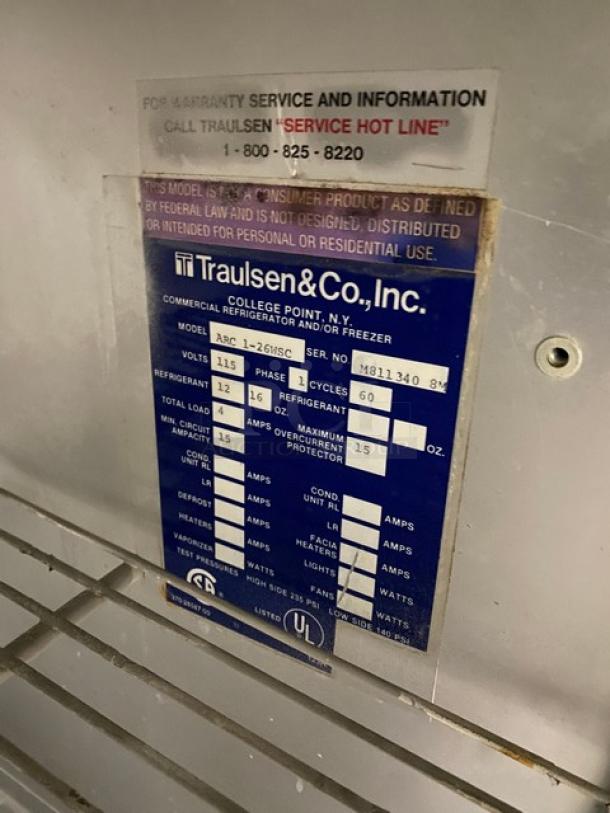 FOR WARRANTY SERVICE AND INFORMATION
CALL TRAULSEN "SERVICE HOT LINE"
1 - 800 - 825 - 8220
THIS MODEL IS NOT A CONSUMER PRODUCT AS DEFINED
BY FEDERAL LAW AND IS NOT DESIGNED, DISTRIBUTED
OR INTENDED FOR PERSONAL OR RESIDENTIAL USE.
Traulsen & Co., Inc.
COLLEGE POINT, N.Y.
COMMERCIAL REFRIGERATOR AND/OR FREEZER
MODEL ARC 1-26WSC SER. NO M811340 8M
VOLTS 115 PHASE 1 CYCLES 60
REFRIGERANT 12 16 OZ. REFRIGERANT OZ.
TOTAL LOAD 4 AMPS MAXIMUM OVERCURRENT PROTECTOR 15
MIN. CIRCUIT AMPACITY 15
COND. UNIT RL AMPS COND. UNIT RL AMPS
LR AMPS LR AMPS
DEFROST AMPS FACIA HEATERS AMPS
HEATERS AMPS LIGHTS WATTS
VAPORIZER WATTS FANS WATTS
TEST PRESSURES HIGH SIDE 235 PSI LOW SIDE 140 PSI
LISTED UL